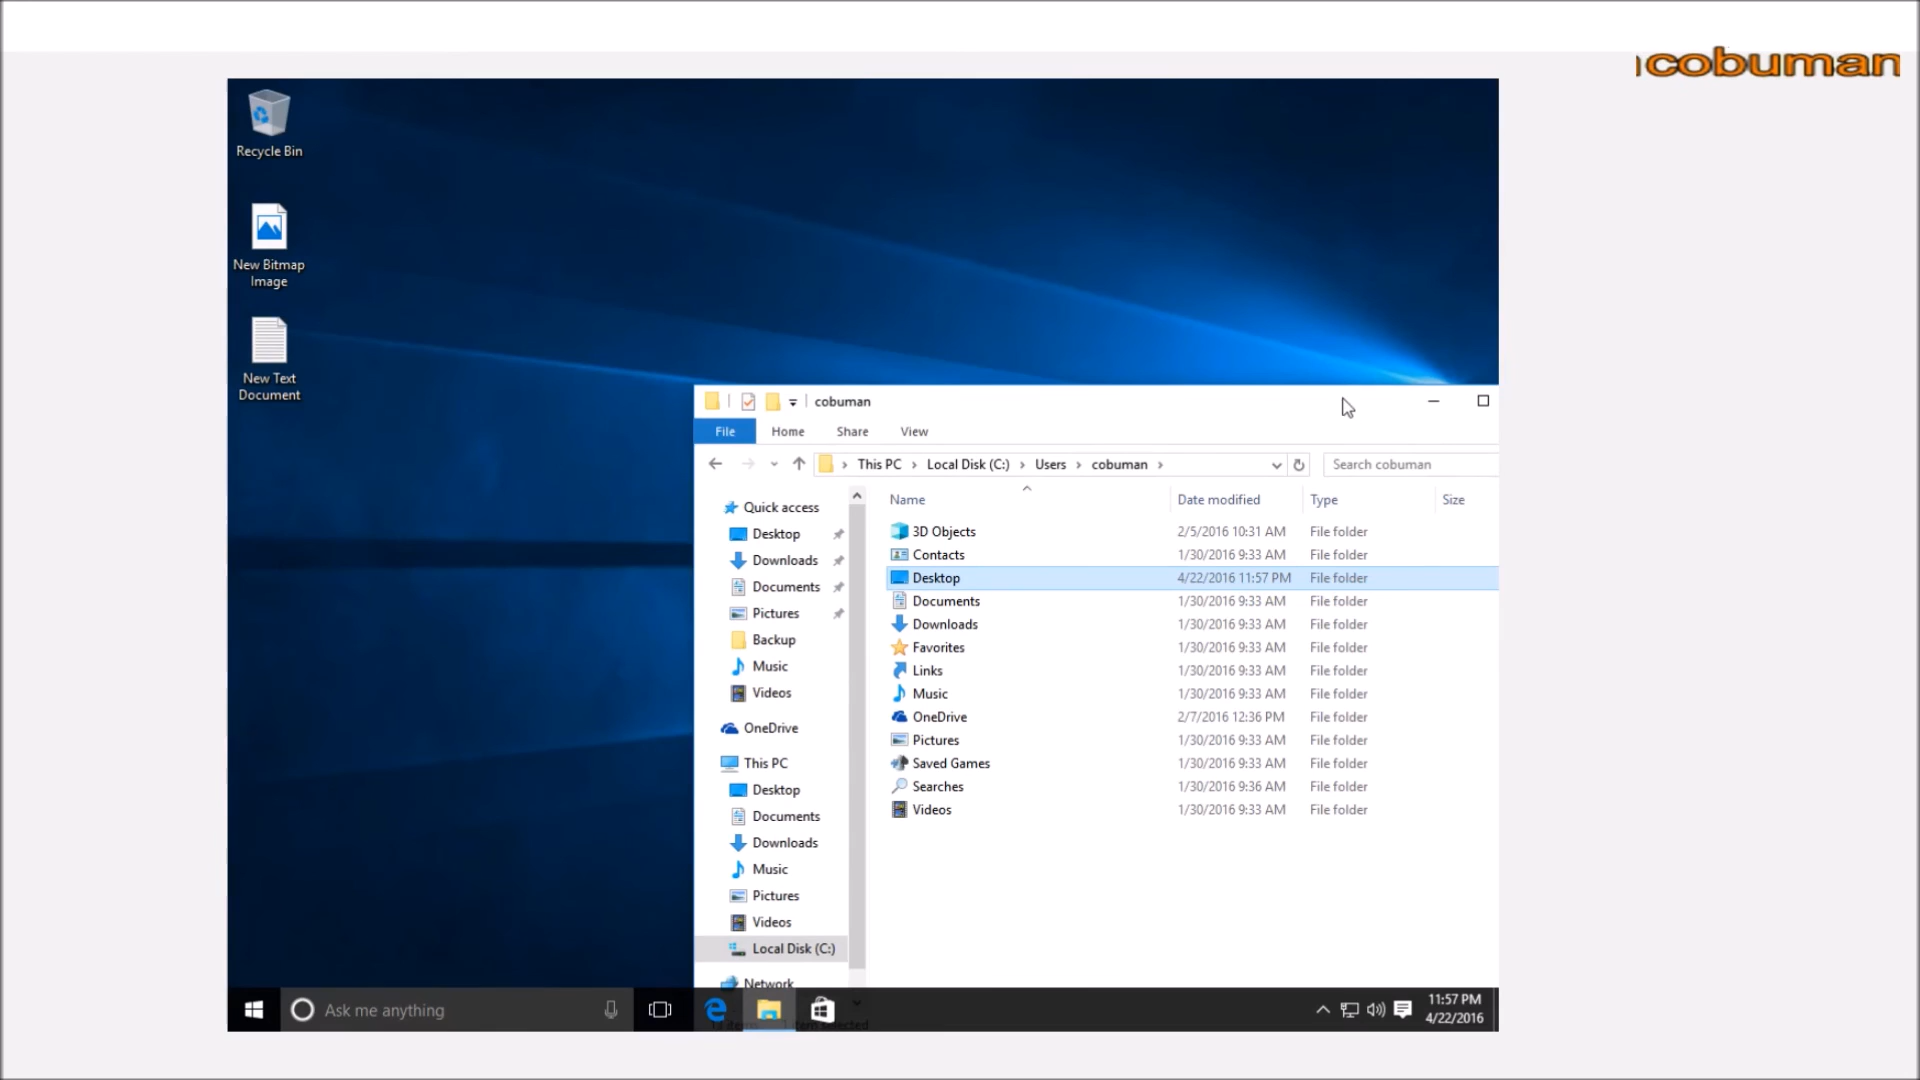 cobuman
Recycle Bin
New Bitmap
Image
New Text
Document
cobuman
File Home Share View
This PC Local Disk (C:) Users cobuman Search cobuman
Name Date modified Type Size
Quick access
Desktop
Downloads
Documents
Pictures
Backup
Music
Videos
OneDrive
This PC
Desktop
Documents
Downloads
Music
Pictures
Videos
Local Disk (C:)
Network
3D Objects 2/5/2016 10:31 AM File folder
Contacts 1/30/2016 9:33 AM File folder
Desktop 4/22/2016 11:57 PM File folder
Documents 1/30/2016 9:33 AM File folder
Downloads 1/30/2016 9:33 AM File folder
Favorites 1/30/2016 9:33 AM File folder
Links 1/30/2016 9:33 AM File folder
Music 1/30/2016 9:33 AM File folder
OneDrive 2/7/2016 12:36 PM File folder
Pictures 1/30/2016 9:33 AM File folder
Saved Games 1/30/2016 9:33 AM File folder
Searches 1/30/2016 9:36 AM File folder
Videos 1/30/2016 9:33 AM File folder
Ask me anything
11:57 PM
4/22/2016